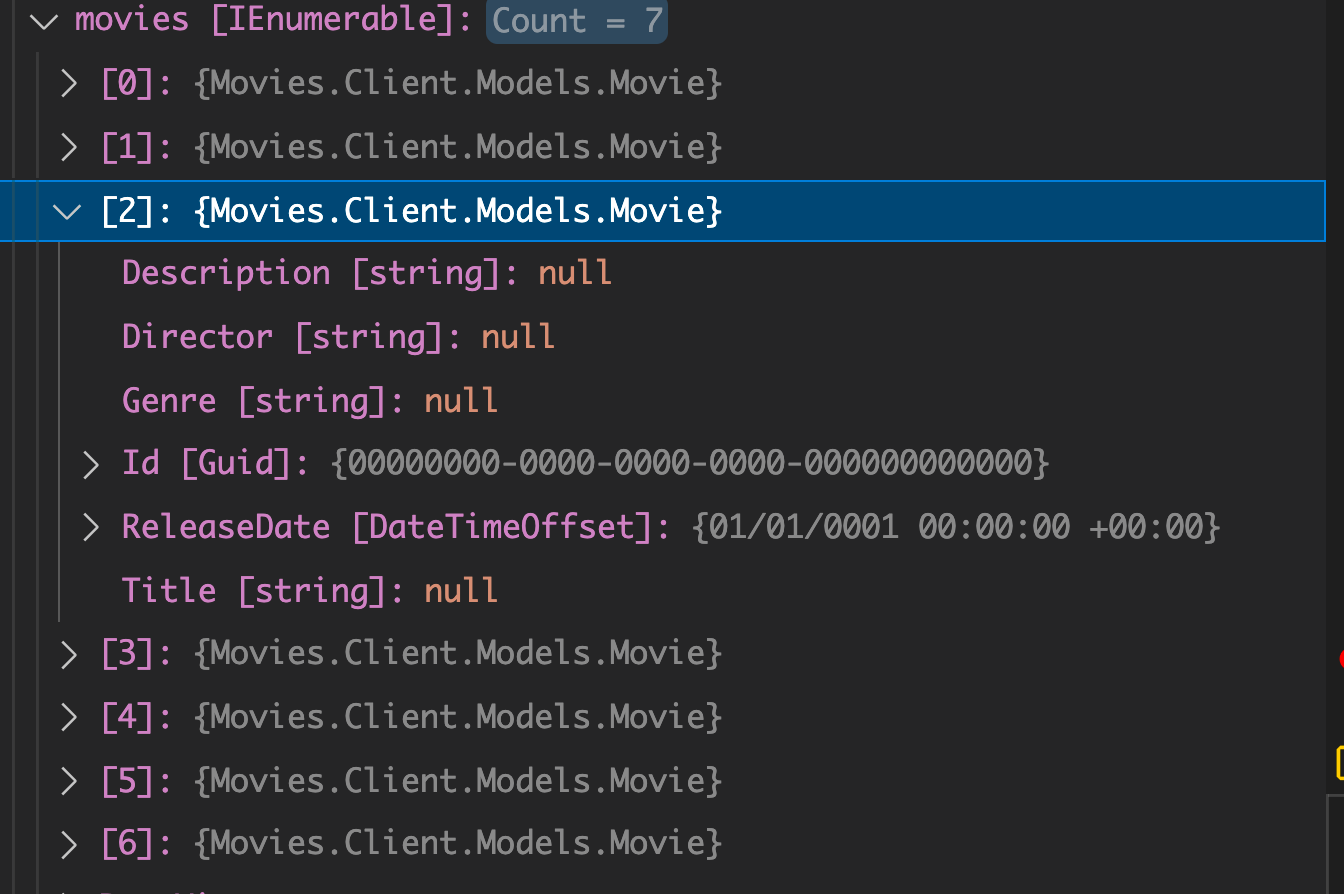 movies [IEnumerable]: Count = 7
[0]: {Movies.Client.Models.Movie}
[1]: {Movies.Client.Models.Movie}
[2]: {Movies.Client.Models.Movie}
Description [string]: null
Director [string]: null
Genre [string]: null
Id [Guid]: {00000000-0000-0000-0000-000000000000}
ReleaseDate [DateTimeOffset]: {01/01/0001 00:00:00 +00:00}
Title [string]: null
[3]: {Movies.Client.Models.Movie}
[4]: {Movies.Client.Models.Movie}
[5]: {Movies.Client.Models.Movie}
[6]: {Movies.Client.Models.Movie}